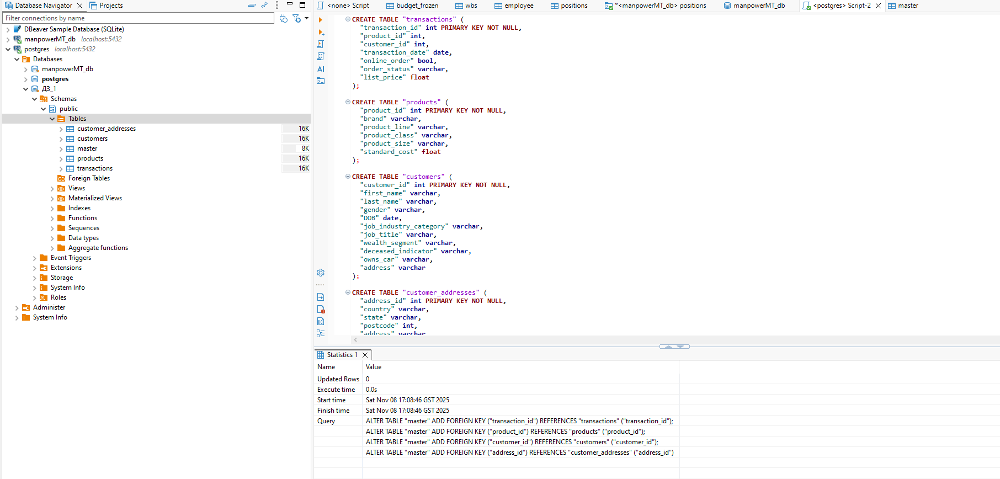 Database Navigator
Projects
Filter connections by name
DBeaver Sample Database (SQLite)
manpowerMT_db localhost:5432
postgres localhost:5432
Databases
manpowerMT_db
postgres
ДЗ_1
Schemas
public
Tables
customer_addresses 16K
customers 16K
master 8K
products 16K
transactions 16K
Foreign Tables
Views
Materialized Views
Indexes
Functions
Sequences
Data types
Aggregate functions
Event Triggers
Extensions
Storage
System Info
Roles
Administer
System Info
<none> Script
budget_frozen
wbs
employee
positions
*<manpowerMT_db> positions
manpowerMT_db
<postgres> Script-2
master
AI
CREATE TABLE "transactions" (
"transaction_id" int PRIMARY KEY NOT NULL,
"product_id" int,
"customer_id" int,
"transaction_date" date,
"online_order" bool,
"order_status" varchar,
"list_price" float
);
CREATE TABLE "products" (
"product_id" int PRIMARY KEY NOT NULL,
"brand" varchar,
"product_line" varchar,
"product_class" varchar,
"product_size" varchar,
"standard_cost" float
);
CREATE TABLE "customers" (
"customer_id" int PRIMARY KEY NOT NULL,
"first_name" varchar,
"last_name" varchar,
"gender" varchar,
"DOB" date,
"job_industry_category" varchar,
"job_title" varchar,
"wealth_segment" varchar,
"deceased_indicator" varchar,
"owns_car" varchar,
"address" varchar
);
CREATE TABLE "customer_addresses" (
"address_id" int PRIMARY KEY NOT NULL,
"country" varchar,
"state" varchar,
"postcode" int,
"address" varchar
Statistics 1
Name Value
Updated Rows 0
Execute time 0.0s
Start time Sat Nov 08 17:08:46 GST 2025
Finish time Sat Nov 08 17:08:46 GST 2025
Query ALTER TABLE "master" ADD FOREIGN KEY ("transaction_id") REFERENCES "transactions" ("transaction_id");
ALTER TABLE "master" ADD FOREIGN KEY ("product_id") REFERENCES "products" ("product_id");
ALTER TABLE "master" ADD FOREIGN KEY ("customer_id") REFERENCES "customers" ("customer_id");
ALTER TABLE "master" ADD FOREIGN KEY ("address_id") REFERENCES "customer_addresses" ("address_id")